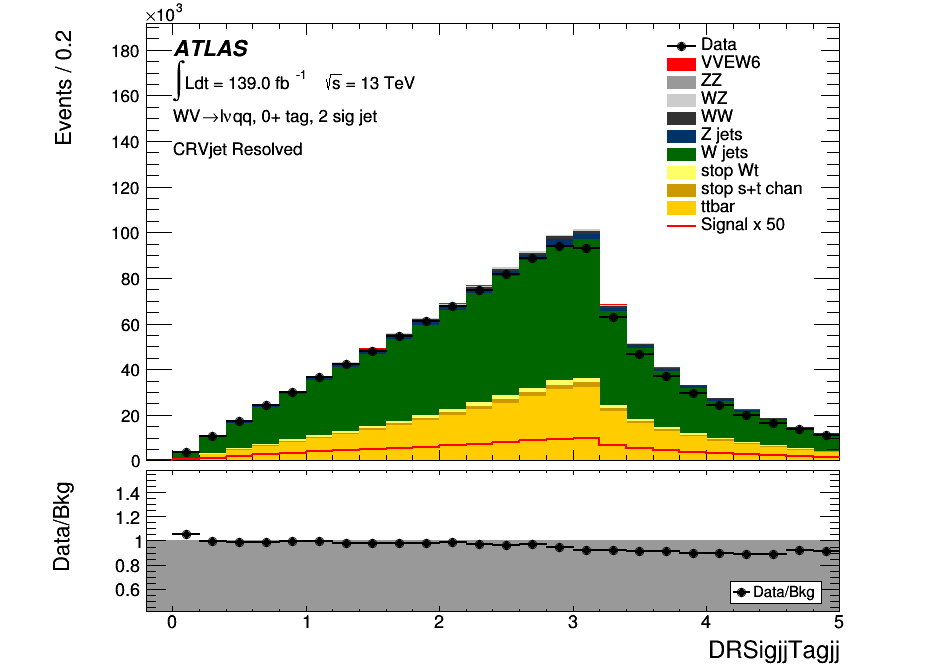 ×10³
Events / 0.2
180
160
140
120
100
80
60
40
20
0
ATLAS
∫Ldt = 139.0 fb⁻¹ √s = 13 TeV
WV→lνqq, 0+ tag, 2 sig jet
CRVjet Resolved
Data
VVEW6
ZZ
WZ
WW
Z jets
W jets
stop Wt
stop s+t chan
ttbar
Signal x 50
Data/Bkg
1.4
1.2
1
0.8
0.6
Data/Bkg
0 1 2 3 4 5
DRSigjjTagjj